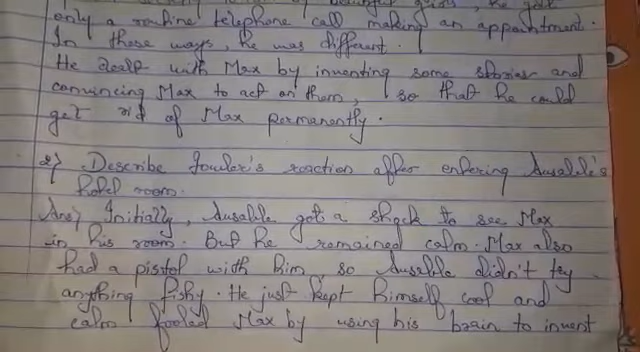 only a routine telephone call making an appointment.
In these ways, he was different.
He dealt with Max by inventing some stories and
convincing Max to act on them, so that he could
get rid of Max permanently.
2) Describe Fowler's reaction after entering Ausable's
hotel room.
Ans) Initially, Ausable got a shock to see Max
in his room. But he remained calm. Max also
had a pistol with him, so Ausable didn't try
anything fishy. He just kept himself cool and
calm. fooled Max by using his brain to invent